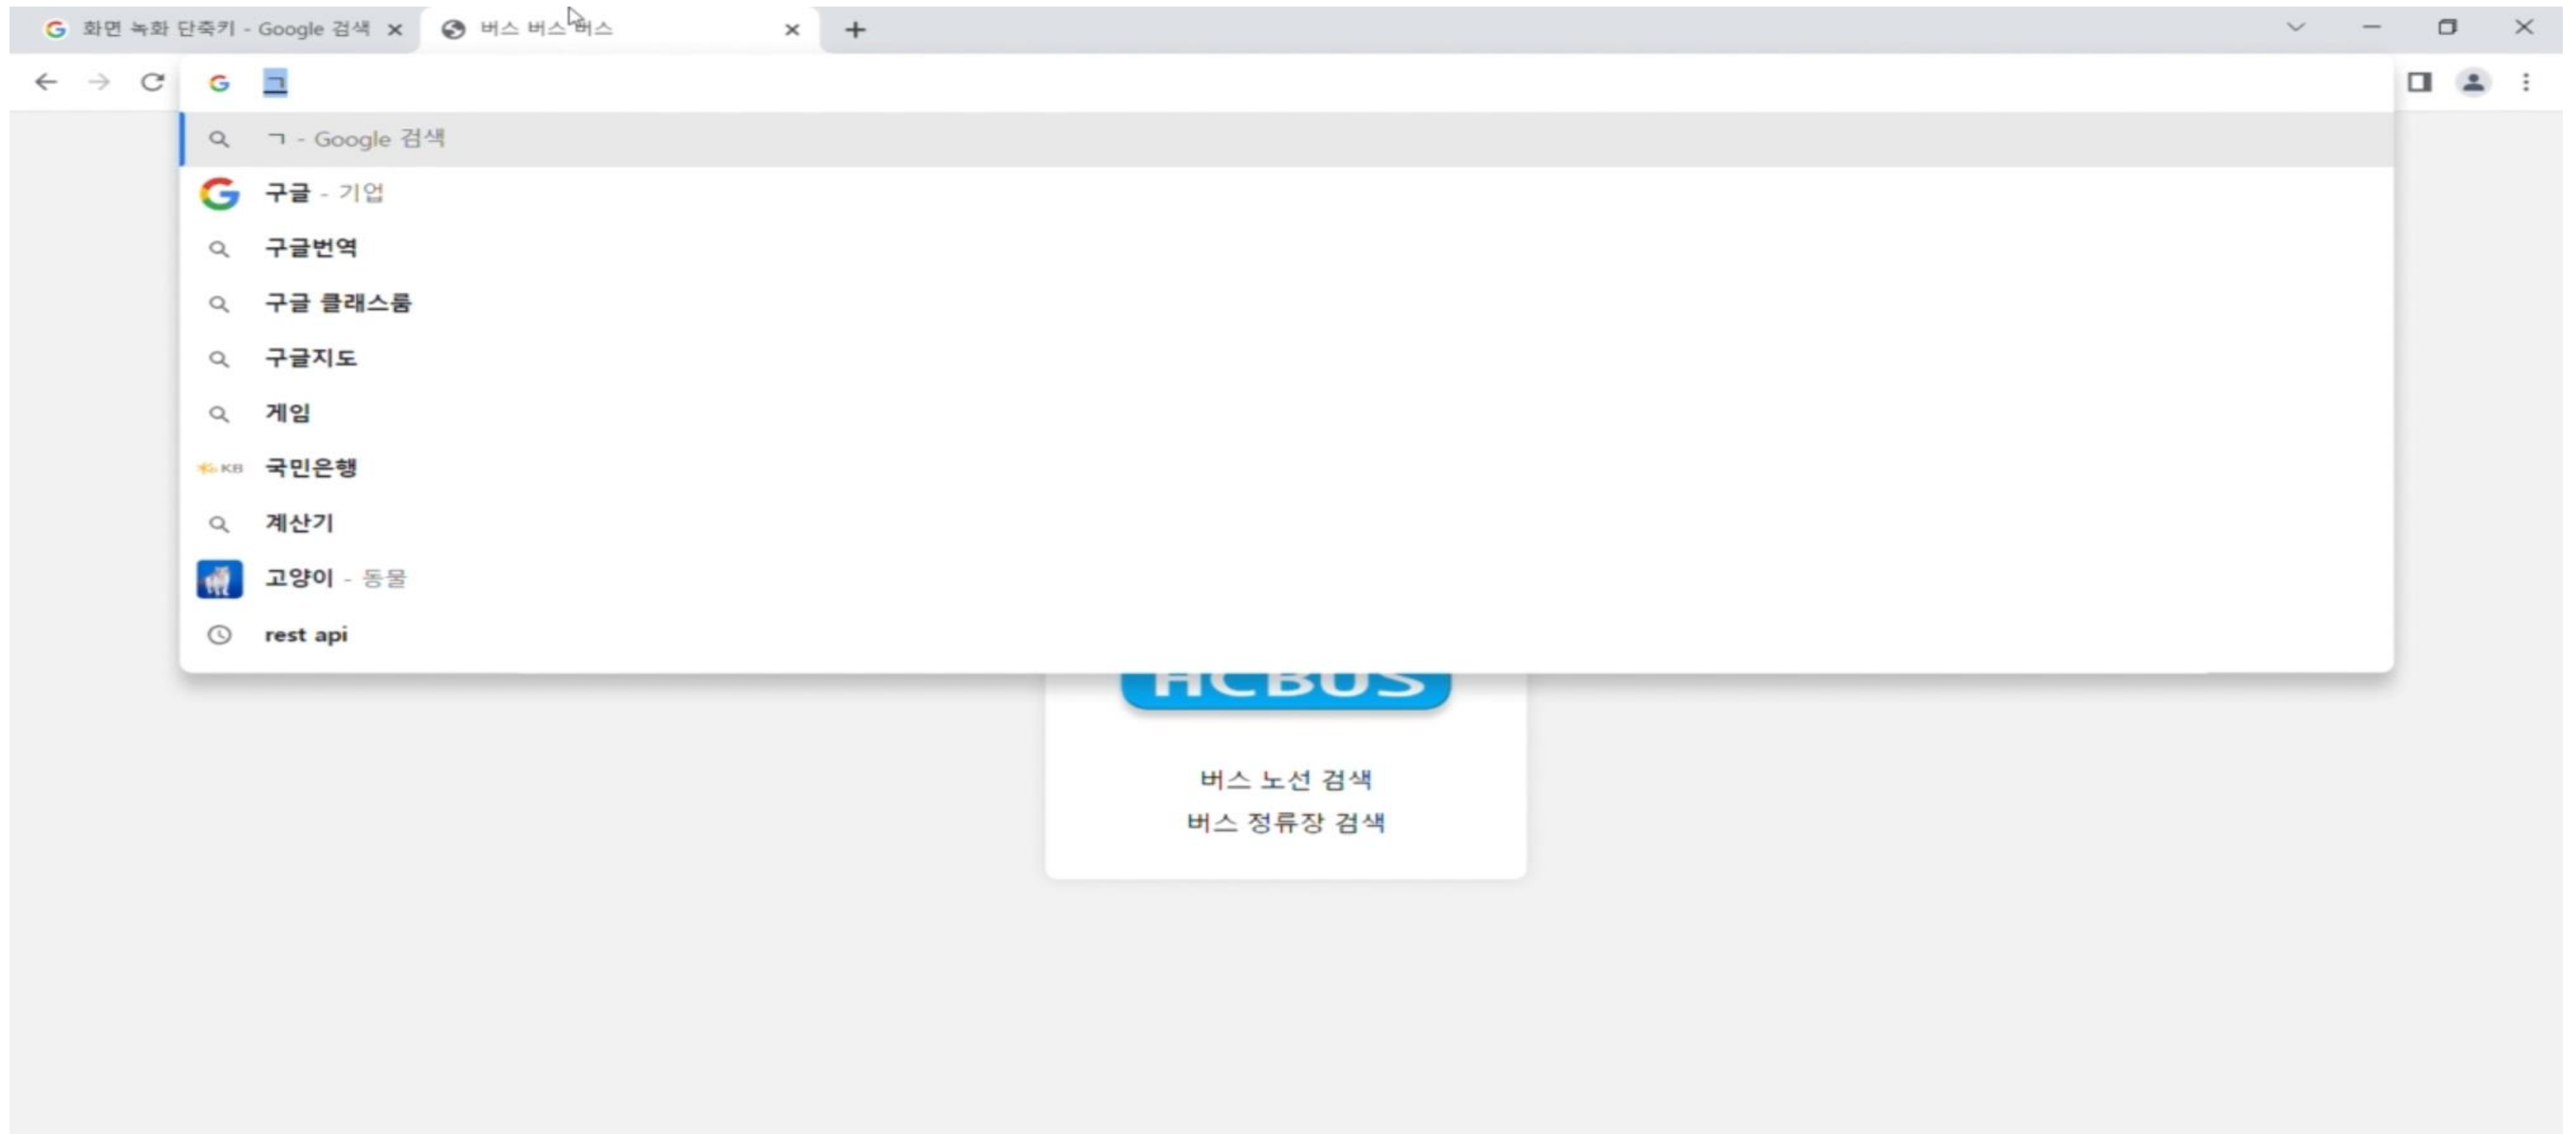 화면 녹화 단축키 - Google 검색
버스 버스 버스
ㄱ
ㄱ - Google 검색
구글 - 기업
구글번역
구글 클래스룸
구글지도
게임
KB 국민은행
계산기
고양이 - 동물
rest api
HCBUS
버스 노선 검색
버스 정류장 검색